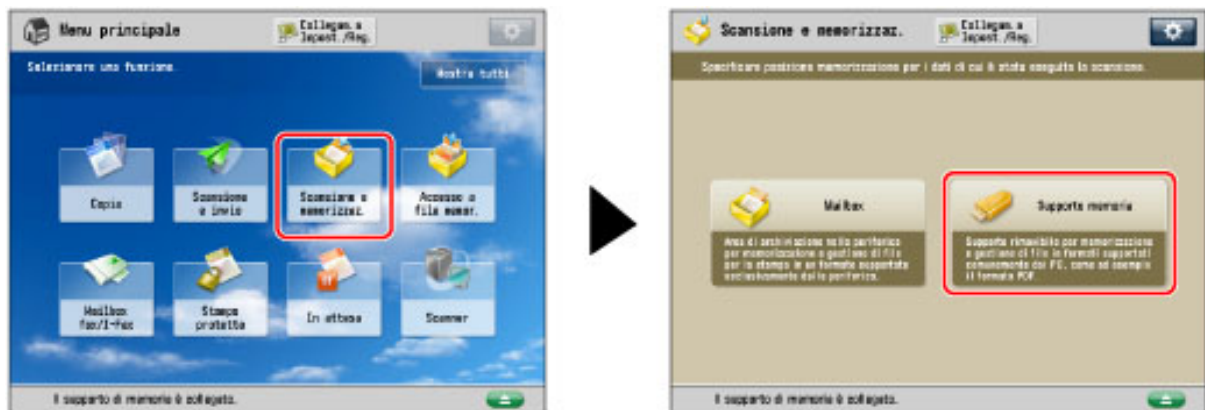 Menu principale
Collegam.a
Impost./Reg.
Selezionare una funzione.
Mostra tutti
Copia
Scansione
e invio
Scansione e
memorizzaz.
Accesso a
file memor.
Mailbox
fax/I-fax
Stampa
protetta
In attesa
Scanner
Il supporto di memoria è collegato.
Scansione e memorizzaz.
Collegam.a
Impost./Reg.
Specificare posizione memorizzazione per i dati di cui è stata eseguita la scansione.
Mailbox
Area di archiviazione nella periferica
per memorizzazione e gestione di file
per la stampa in un formato supportato
esclusivamente dalla periferica.
Supporto memoria
Supporto rimovibile per memorizzazione
e gestione di file in formati supportati
comunemente dai PC, come ad esempio
il formato PDF.
Il supporto di memoria è collegato.